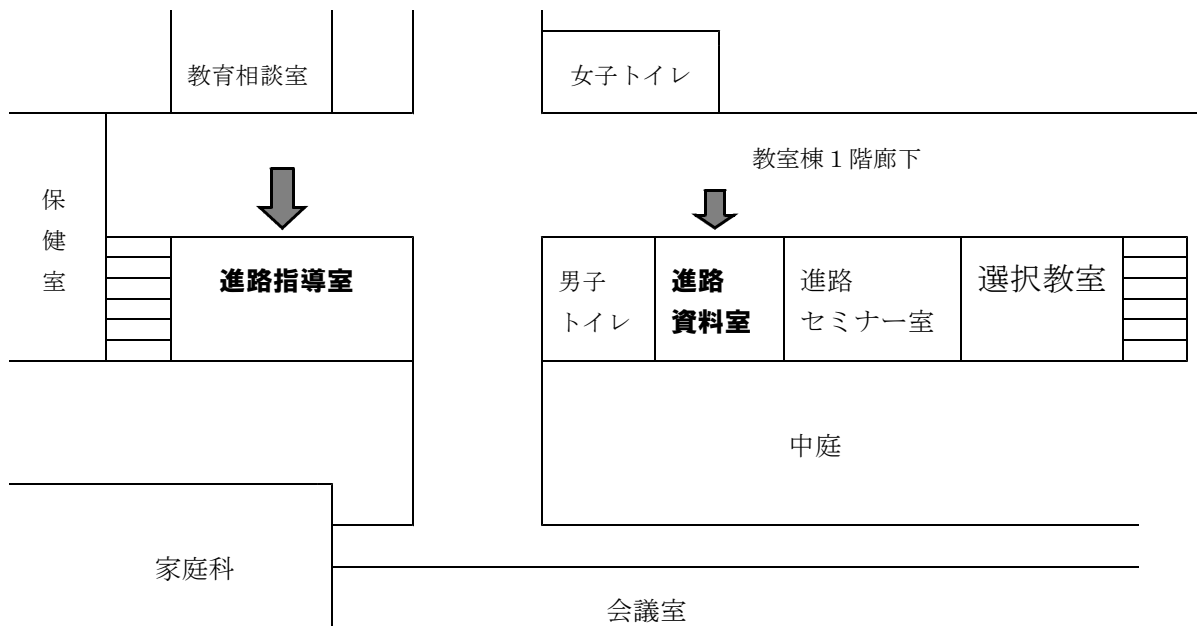 教育相談室
女子トイレ
教室棟１階廊下
保健室
進路指導室
男子
トイレ
進路
資料室
進路
セミナー室
選択教室
中庭
家庭科
会議室